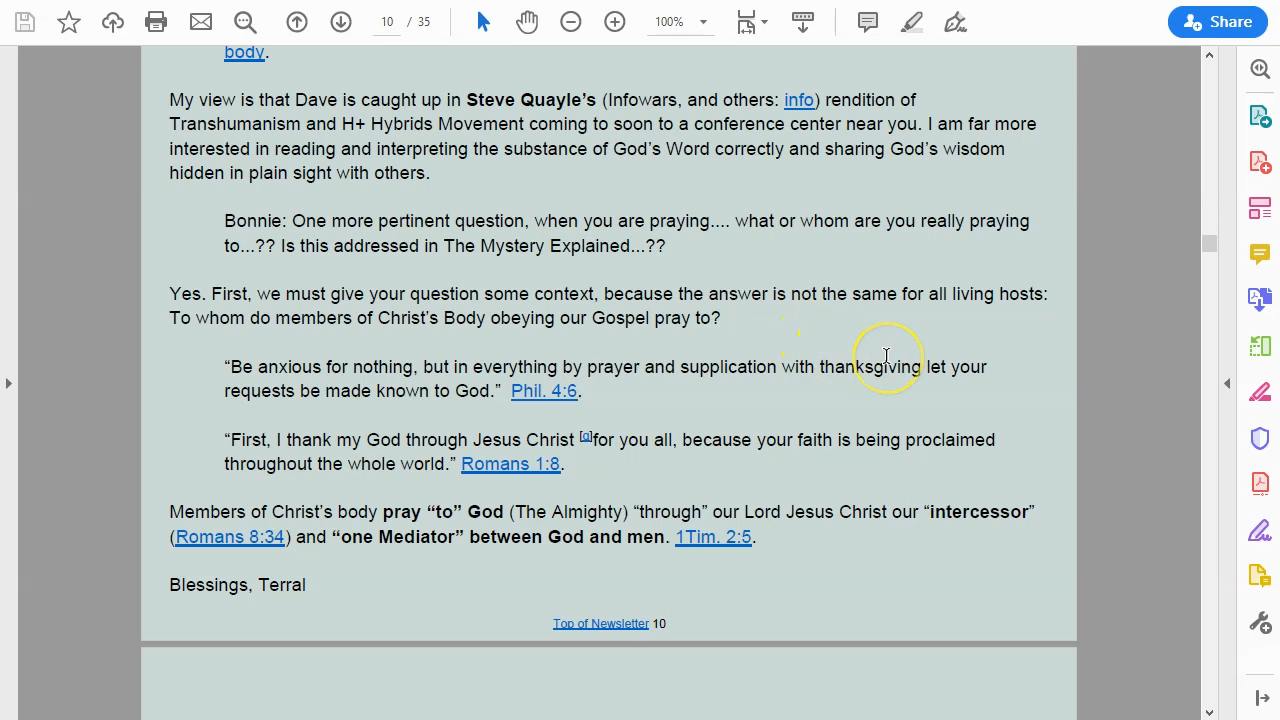 10 / 35
100%
Share
body.
My view is that Dave is caught up in Steve Quayle's (Infowars, and others: info) rendition of
Transhumanism and H+ Hybrids Movement coming to soon to a conference center near you. I am far more
interested in reading and interpreting the substance of God's Word correctly and sharing God's wisdom
hidden in plain sight with others.
Bonnie: One more pertinent question, when you are praying.... what or whom are you really praying
to...?? Is this addressed in The Mystery Explained...??
Yes. First, we must give your question some context, because the answer is not the same for all living hosts:
To whom do members of Christ's Body obeying our Gospel pray to?
“Be anxious for nothing, but in everything by prayer and supplication with thanksgiving let your
requests be made known to God.” Phil. 4:6.
“First, I thank my God through Jesus Christ [g]for you all, because your faith is being proclaimed
throughout the whole world.” Romans 1:8.
Members of Christ's body pray “to” God (The Almighty) “through” our Lord Jesus Christ our “intercessor”
(Romans 8:34) and “one Mediator” between God and men. 1Tim. 2:5.
Blessings, Terral
Top of Newsletter 10